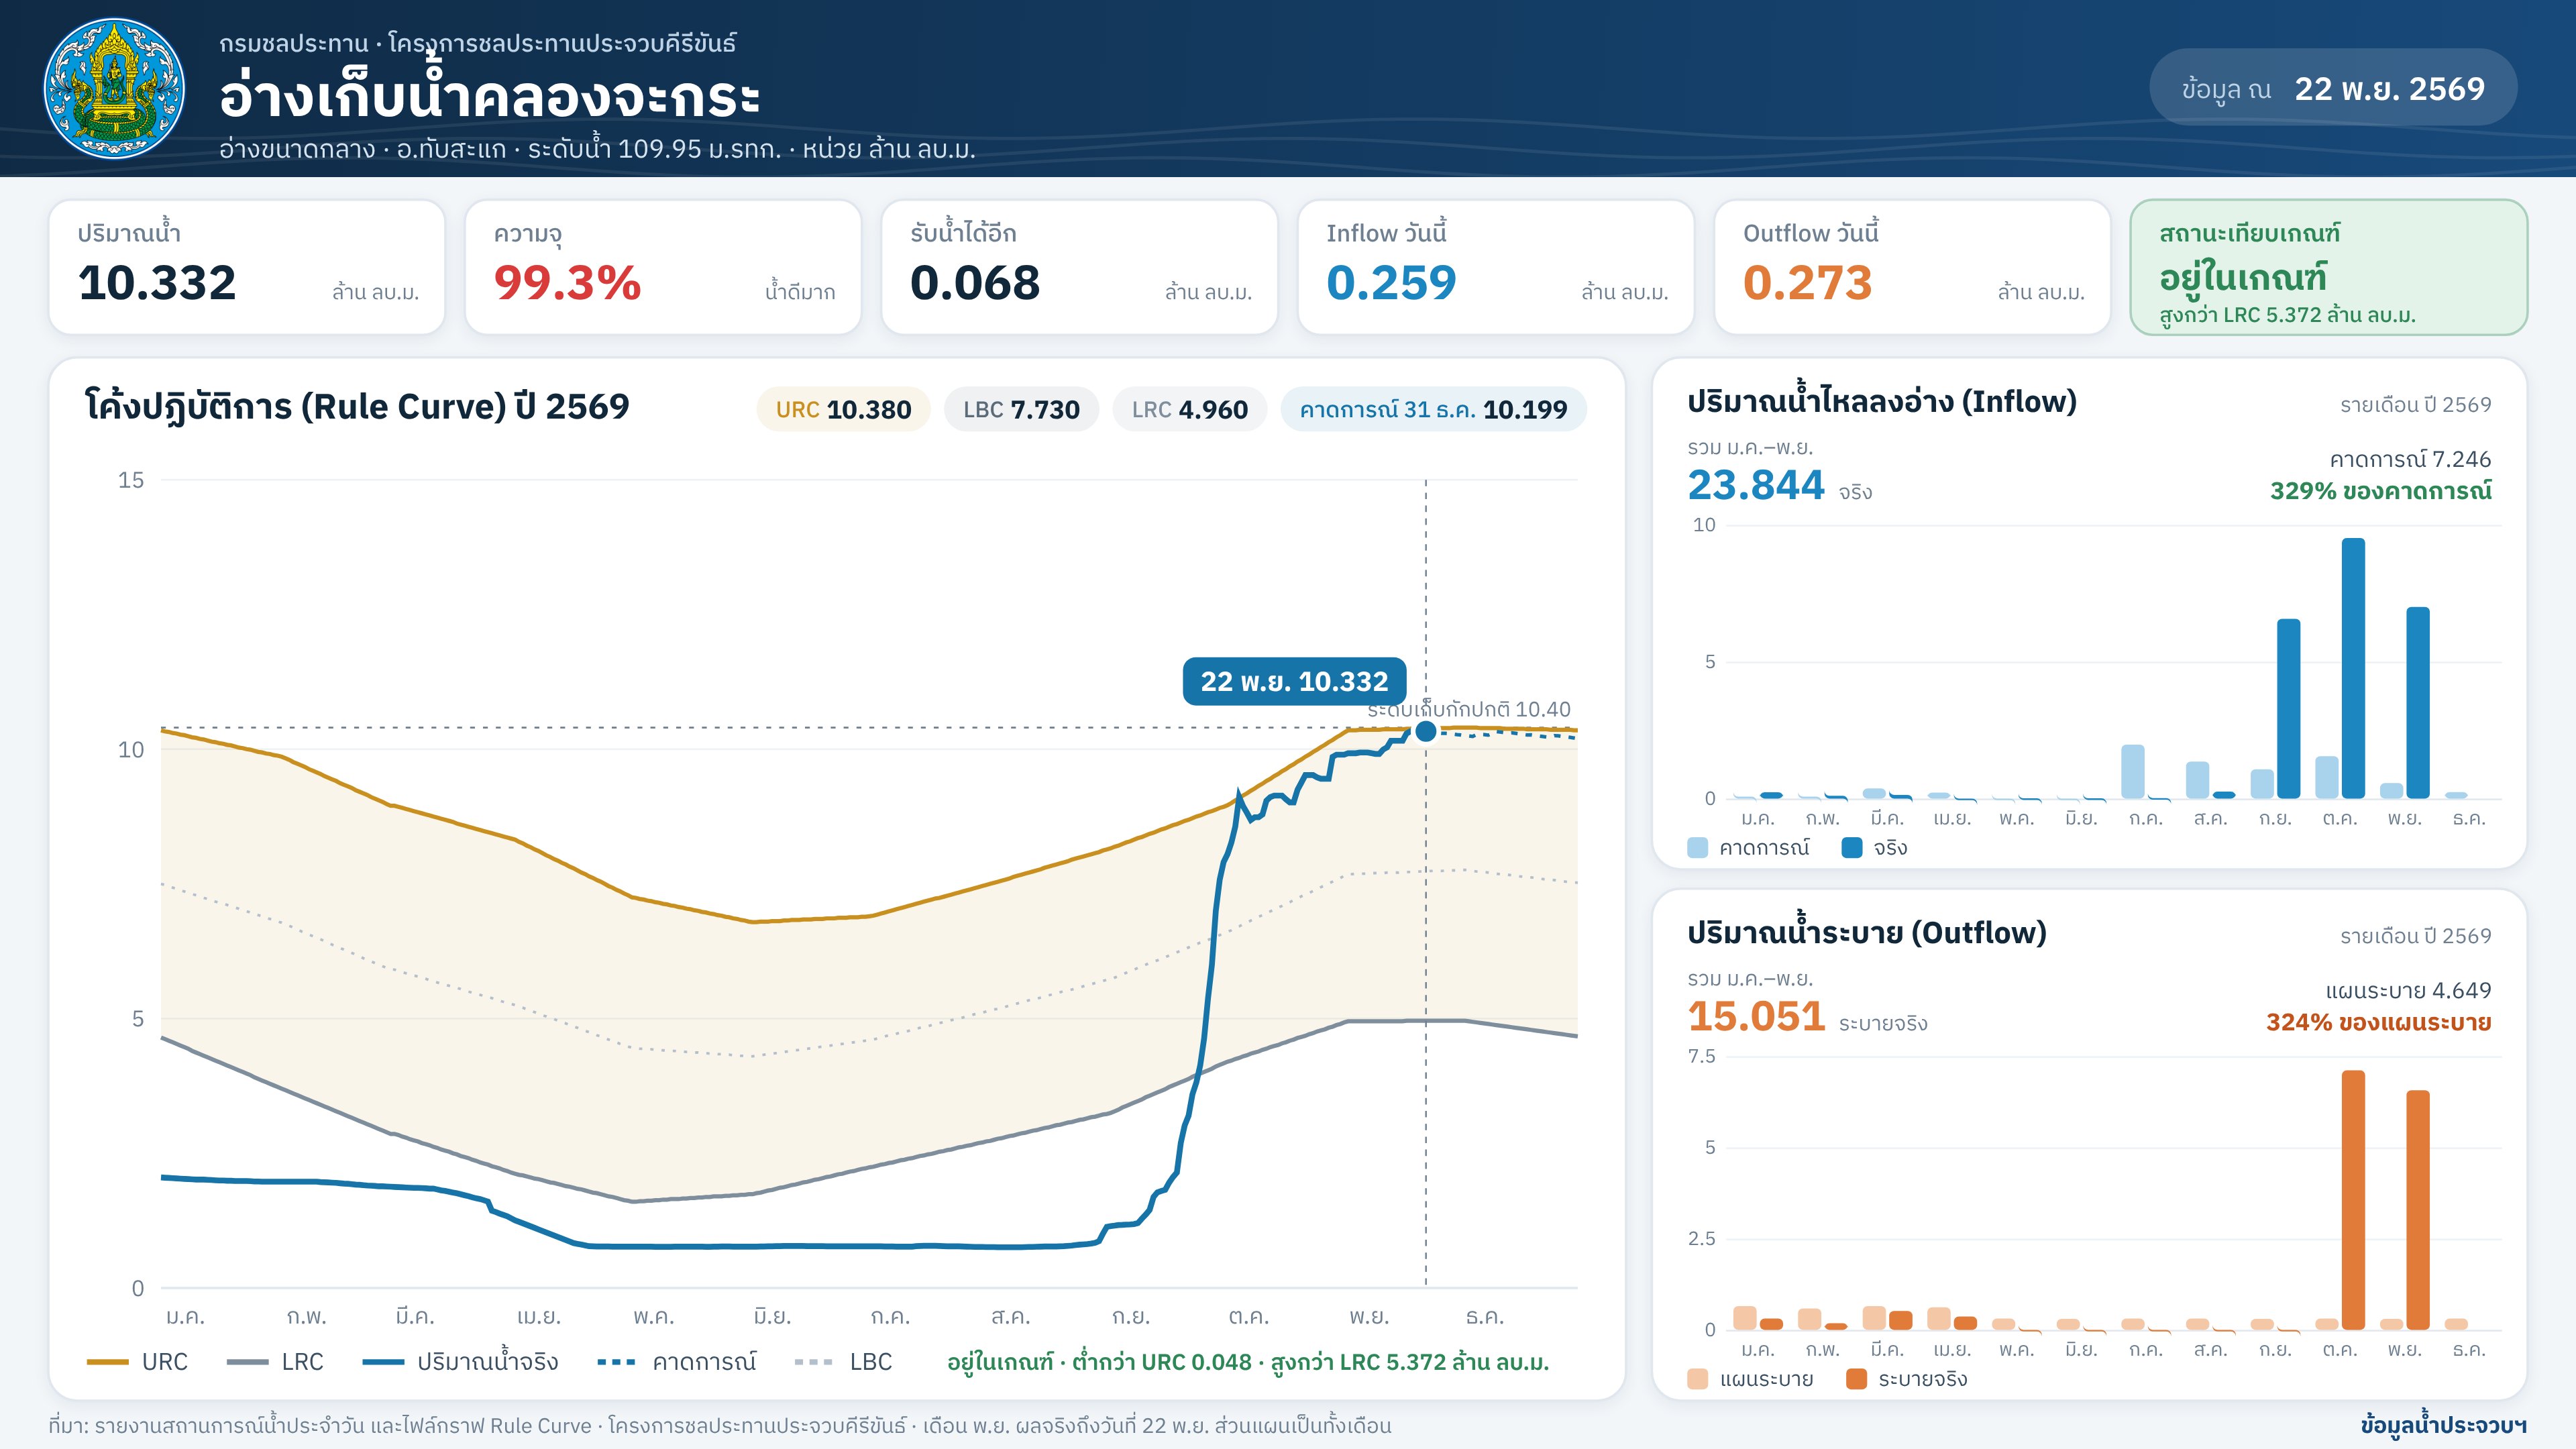 กรมชลประทาน · โครงการชลประทานประจวบคีรีขันธ์
อ่างเก็บน้ำคลองจะกระ
อ่างขนาดกลาง · อ.ทับสะแก · ระดับน้ำ 109.95 ม.รทก. · หน่วย ล้าน ลบ.ม.
ข้อมูล ณ 22 พ.ย. 2569
ปริมาณน้ำ
10.332 ล้าน ลบ.ม.
ความจุ
99.3% น้ำดีมาก
รับน้ำได้อีก
0.068 ล้าน ลบ.ม.
Inflow วันนี้
0.259 ล้าน ลบ.ม.
Outflow วันนี้
0.273 ล้าน ลบ.ม.
สถานะเทียบเกณฑ์
อยู่ในเกณฑ์
สูงกว่า LRC 5.372 ล้าน ลบ.ม.
โค้งปฏิบัติการ (Rule Curve) ปี 2569
URC 10.380
LBC 7.730
LRC 4.960
คาดการณ์ 31 ธ.ค. 10.199
15
10
5
0
22 พ.ย. 10.332
ระดับเก็บกักปกติ 10.40
ม.ค. ก.พ. มี.ค. เม.ย. พ.ค. มิ.ย. ก.ค. ส.ค. ก.ย. ต.ค. พ.ย. ธ.ค.
URC LRC ปริมาณน้ำจริง คาดการณ์ LBC
อยู่ในเกณฑ์ · ต่ำกว่า URC 0.048 · สูงกว่า LRC 5.372 ล้าน ลบ.ม.
ปริมาณน้ำไหลลงอ่าง (Inflow)
รายเดือน ปี 2569
รวม ม.ค.–พ.ย.
23.844 จริง
คาดการณ์ 7.246
329% ของคาดการณ์
10
5
0
ม.ค. ก.พ. มี.ค. เม.ย. พ.ค. มิ.ย. ก.ค. ส.ค. ก.ย. ต.ค. พ.ย. ธ.ค.
คาดการณ์ จริง
ปริมาณน้ำระบาย (Outflow)
รายเดือน ปี 2569
รวม ม.ค.–พ.ย.
15.051 ระบายจริง
แผนระบาย 4.649
324% ของแผนระบาย
7.5
5
2.5
0
ม.ค. ก.พ. มี.ค. เม.ย. พ.ค. มิ.ย. ก.ค. ส.ค. ก.ย. ต.ค. พ.ย. ธ.ค.
แผนระบาย ระบายจริง
ที่มา: รายงานสถานการณ์น้ำประจำวัน และไฟล์กราฟ Rule Curve · โครงการชลประทานประจวบคีรีขันธ์ · เดือน พ.ย. ผลจริงถึงวันที่ 22 พ.ย. ส่วนแผนเป็นทั้งเดือน
ข้อมูลน้ำประจวบฯ